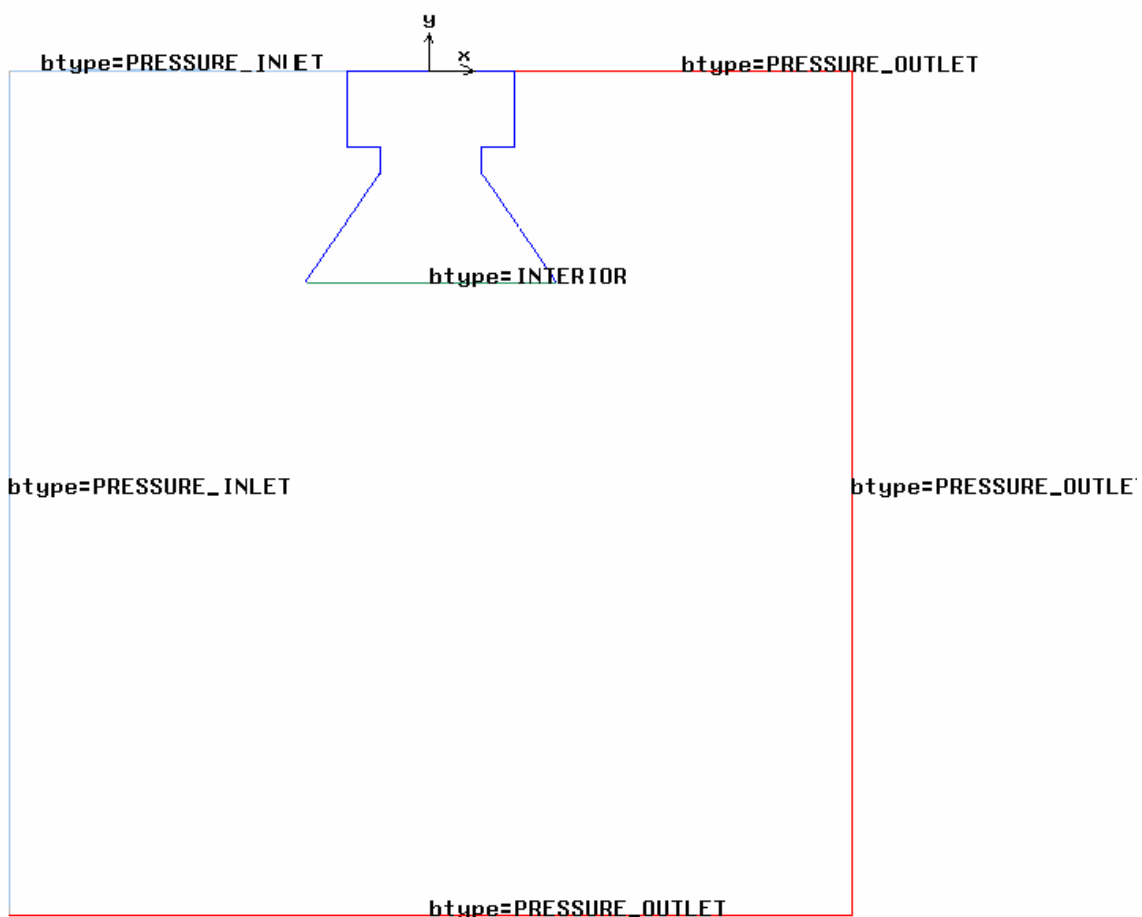 y
x
btype=PRESSURE_INLET
btype=PRESSURE_OUTLET
btype=INTERIOR
btype=PRESSURE_INLET
btype=PRESSURE_OUTLET
btype=PRESSURE_OUTLET